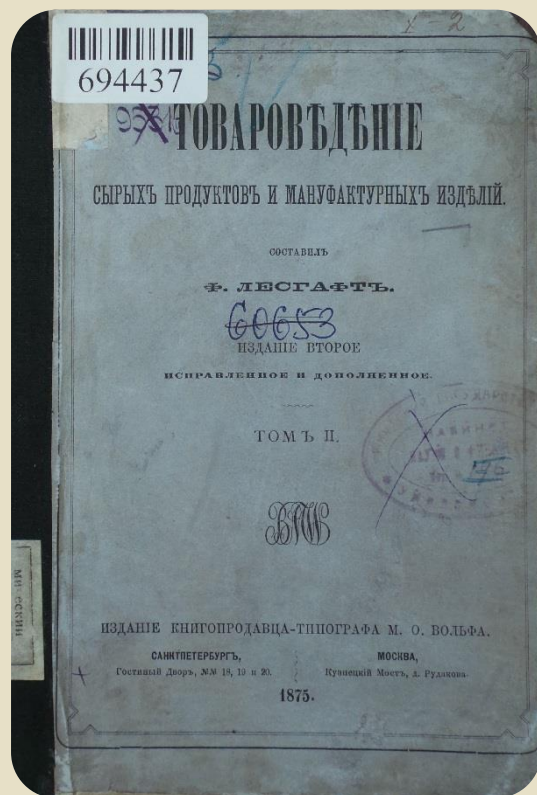 694437
ТОВАРОВѢДѢНІЕ
СЫРЫХЪ ПРОДУКТОВЪ И МАНУФАКТУРНЫХЪ ИЗДѢЛІЙ.
СОСТАВИЛЪ
Ф. ЛЕСГАФТЪ.
60653
ИЗДАНІЕ ВТОРОЕ
ИСПРАВЛЕННОЕ И ДОПОЛНЕННОЕ.
ТОМЪ II.
ИЗДАНІЕ КНИГОПРОДАВЦА-ТИПОГРАФА М. О. ВОЛЬФА.
САНКТПЕТЕРБУРГЪ,
Гостиный Дворъ, №№ 18, 19 и 20.
МОСКВА,
Кузнецкій Мостъ, д. Рудакова.
1875.